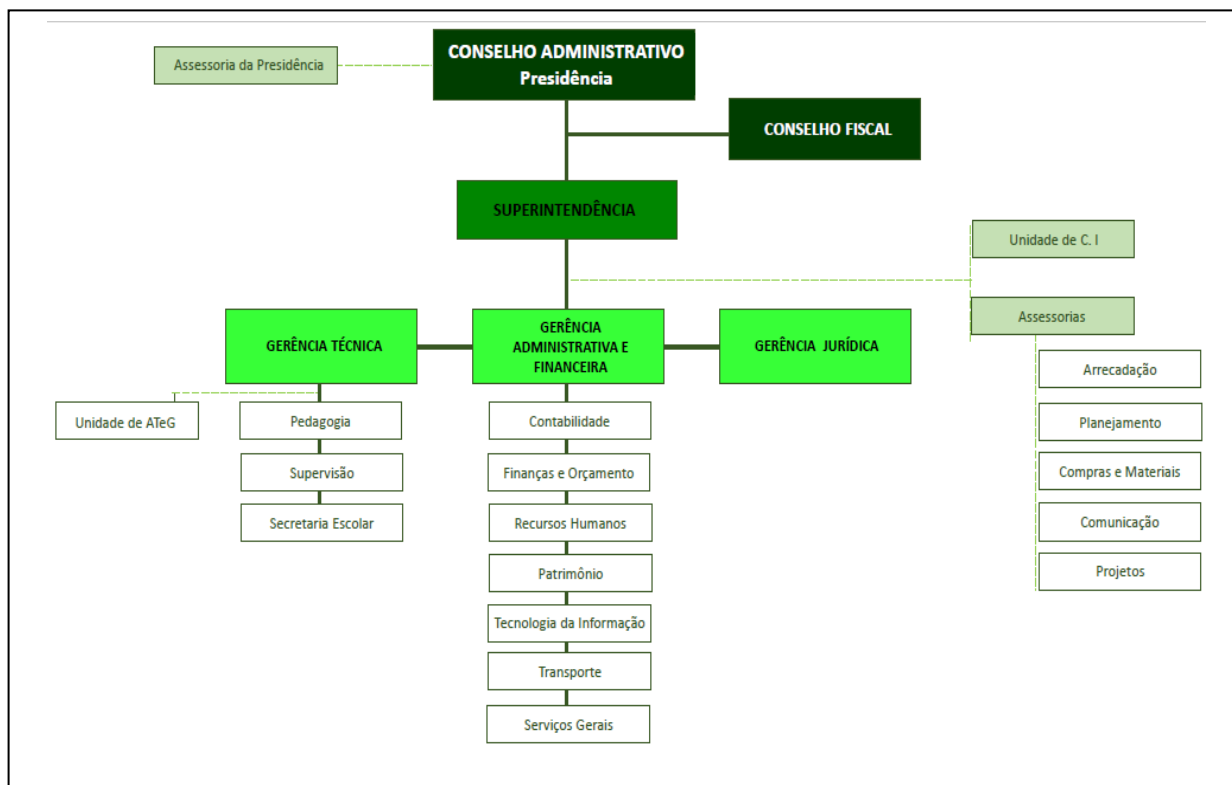 CONSELHO ADMINISTRATIVO
Presidência
Assessoria da Presidência
CONSELHO FISCAL
SUPERINTENDÊNCIA
Unidade de C. I
Assessorias
GERÊNCIA TÉCNICA
GERÊNCIA
ADMINISTRATIVA E
FINANCEIRA
GERÊNCIA JURÍDICA
Arrecadação
Planejamento
Compras e Materiais
Comunicação
Projetos
Unidade de ATeG
Pedagogia
Supervisão
Secretaria Escolar
Contabilidade
Finanças e Orçamento
Recursos Humanos
Patrimônio
Tecnologia da Informação
Transporte
Serviços Gerais